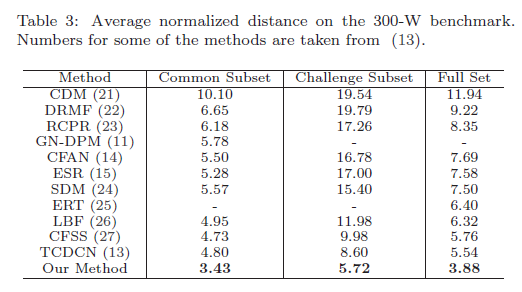 Table 3: Average normalized distance on the 300-W benchmark.
Numbers for some of the methods are taken from (13).
Method Common Subset Challenge Subset Full Set
CDM (21) 10.10 19.54 11.94
DRMF (22) 6.65 19.79 9.22
RCPR (23) 6.18 17.26 8.35
GN-DPM (11) 5.78 - -
CFAN (14) 5.50 16.78 7.69
ESR (15) 5.28 17.00 7.58
SDM (24) 5.57 15.40 7.50
ERT (25) - - 6.40
LBF (26) 4.95 11.98 6.32
CFSS (27) 4.73 9.98 5.76
TCDCN (13) 4.80 8.60 5.54
Our Method 3.43 5.72 3.88